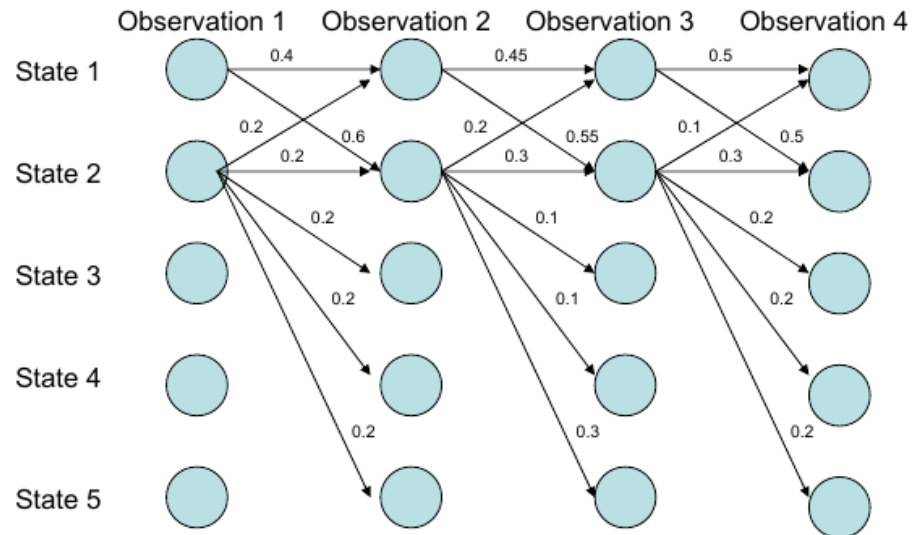 Observation 1 Observation 2 Observation 3 Observation 4
State 1 0.4 0.45 0.5
0.2 0.6 0.2 0.55 0.1 0.5
State 2 0.2 0.3 0.3
0.2 0.1 0.2
State 3
0.2 0.1 0.2
State 4
0.2 0.3 0.2
State 5